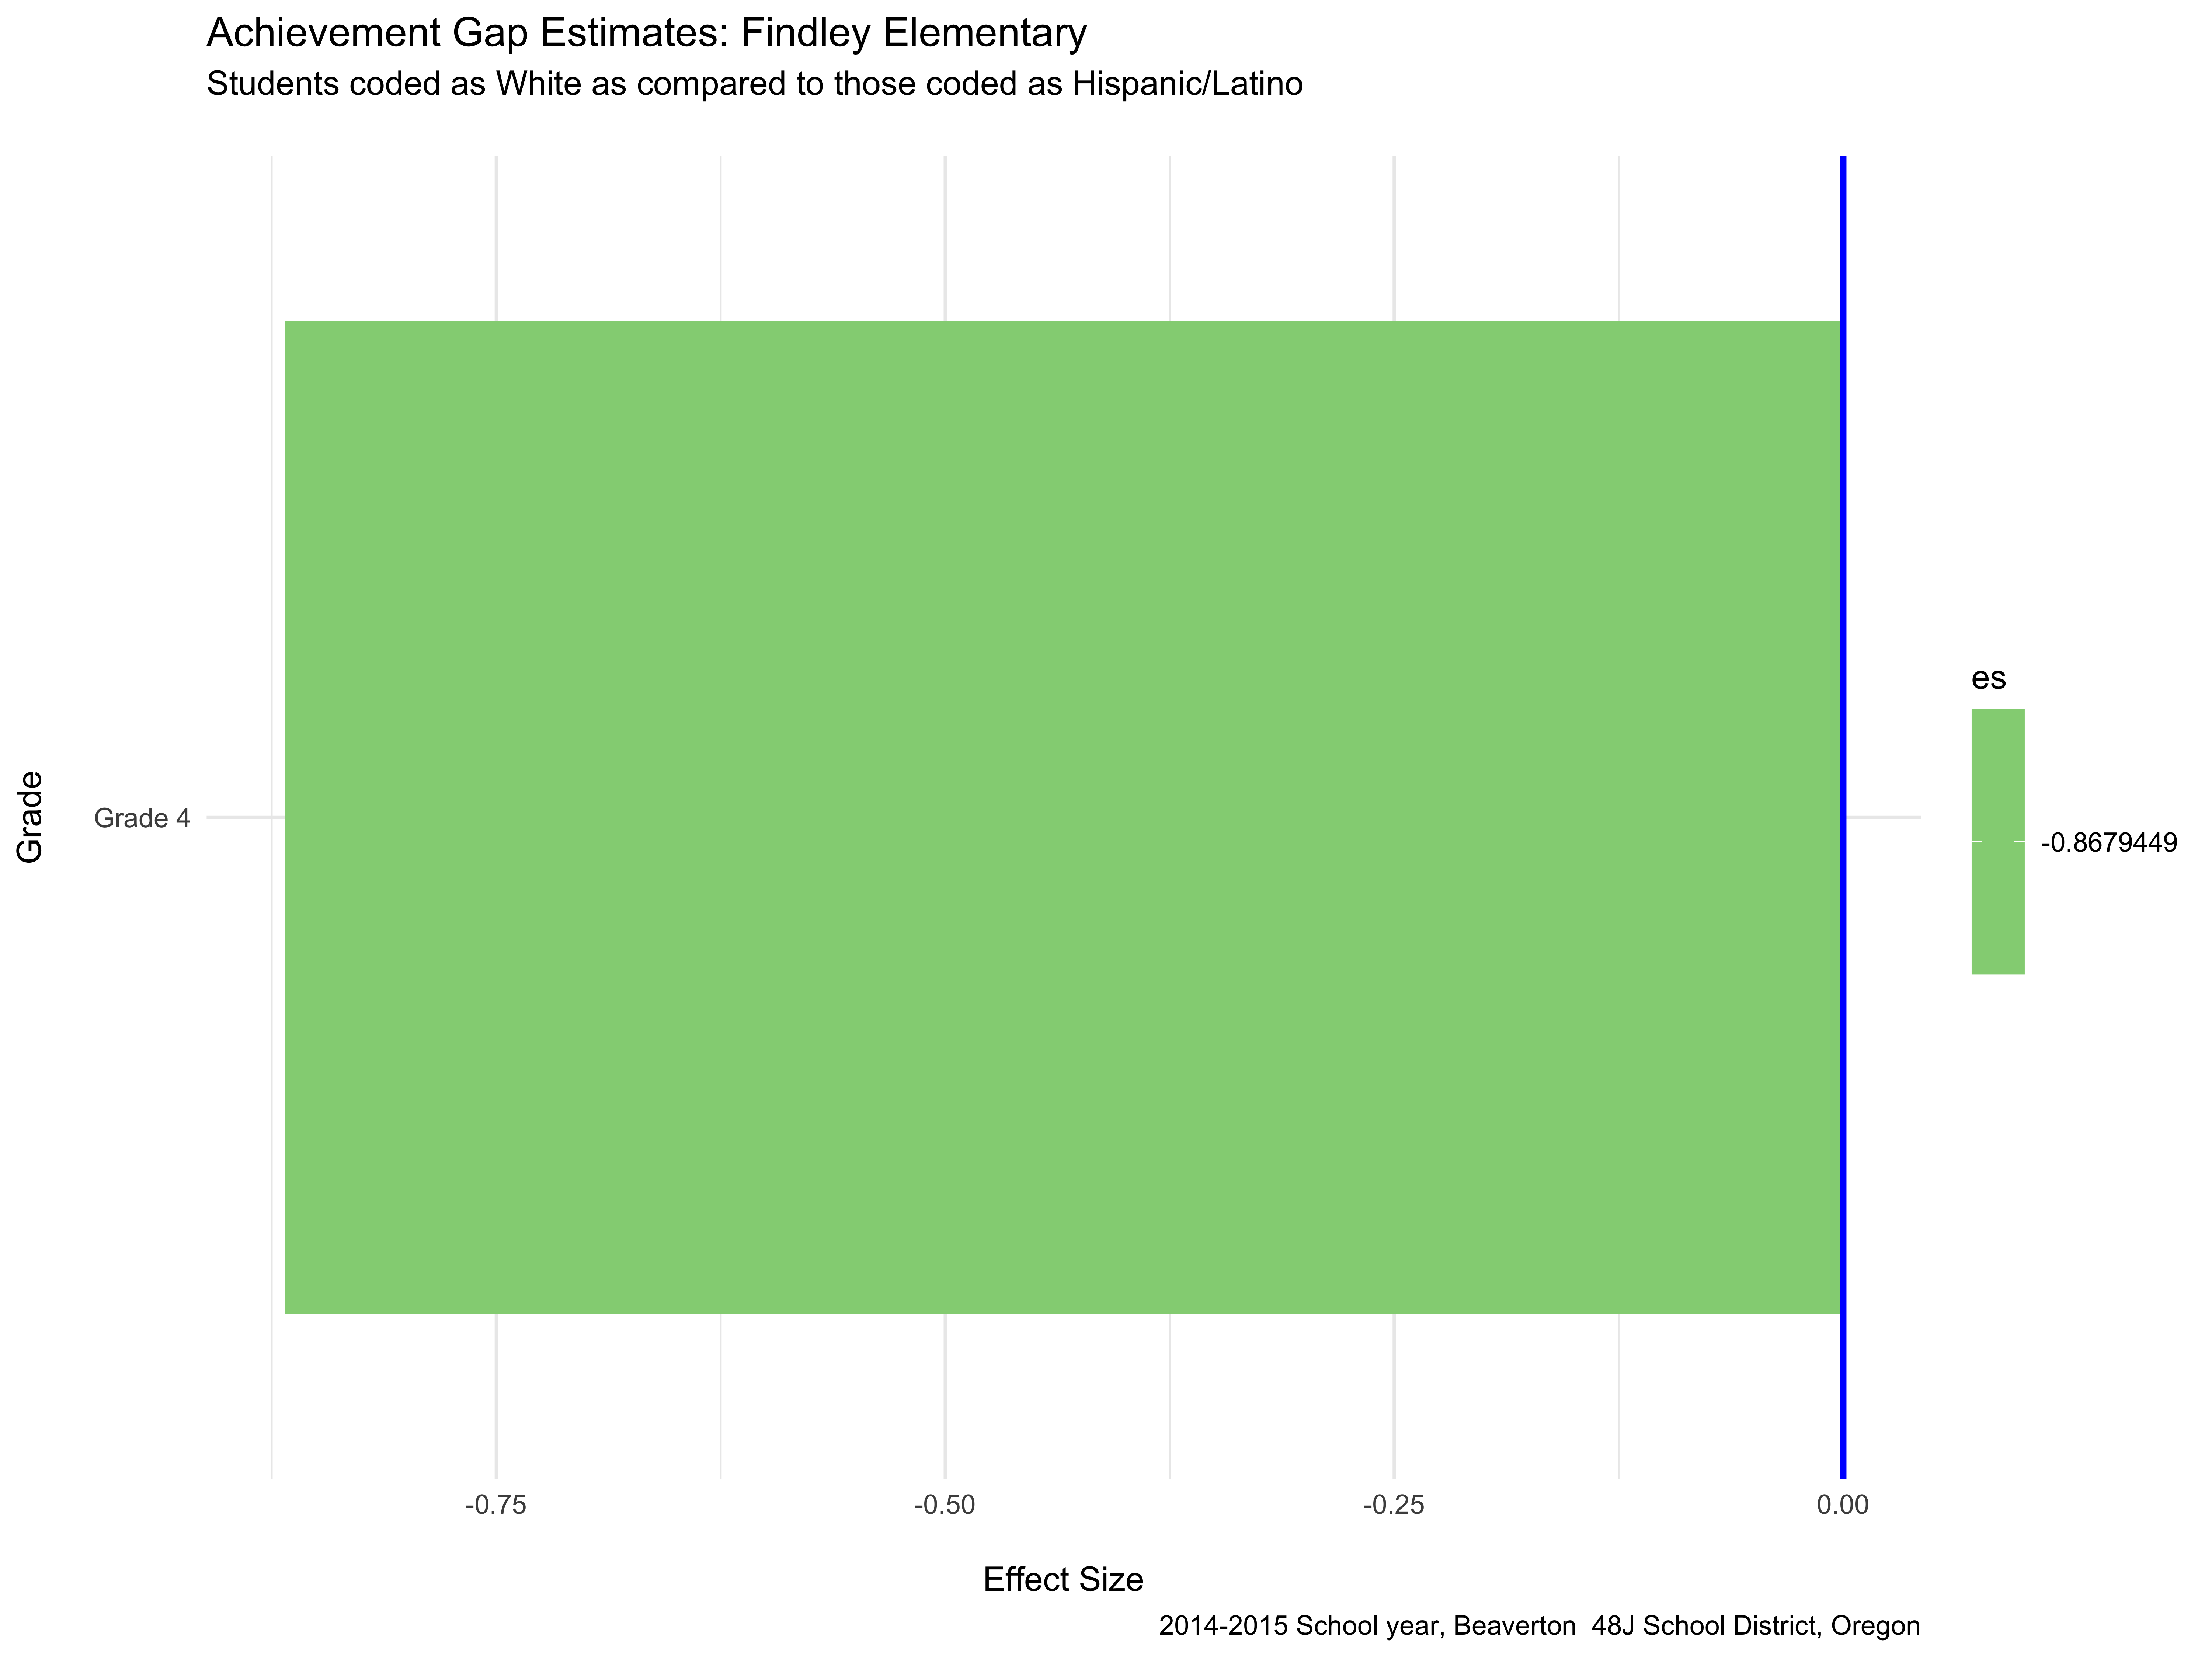 Achievement Gap Estimates: Findley Elementary
Students coded as White as compared to those coded as Hispanic/Latino
Grade
Grade 4
es
-0.8679449
-0.75
-0.50
-0.25
0.00
Effect Size
2014-2015 School year, Beaverton  48J School District, Oregon